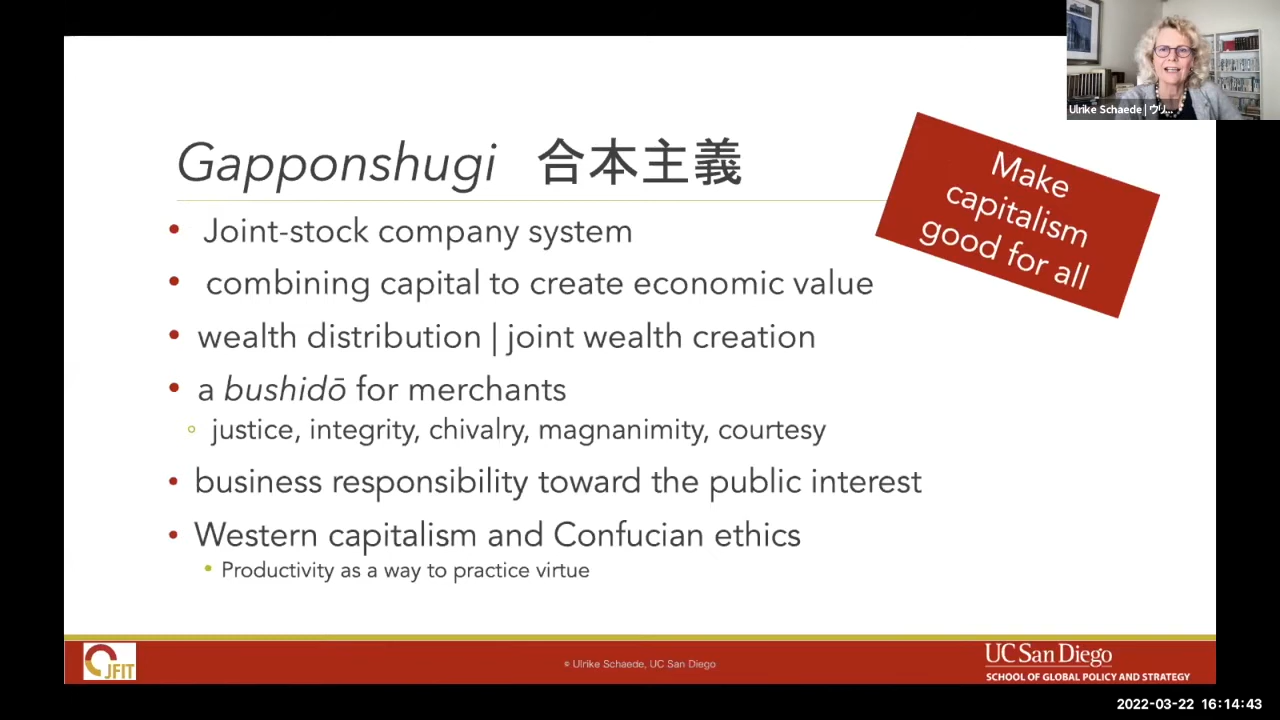 Ulrike Schaede | ウリ...
Gapponshugi 合本主義
Make
capitalism
good for all
Joint-stock company system
combining capital to create economic value
wealth distribution | joint wealth creation
a bushidō for merchants
justice, integrity, chivalry, magnanimity, courtesy
business responsibility toward the public interest
Western capitalism and Confucian ethics
Productivity as a way to practice virtue
JFIT
© Ulrike Schaede, UC San Diego
UC San Diego
SCHOOL OF GLOBAL POLICY AND STRATEGY
2022-03-22 16:14:43